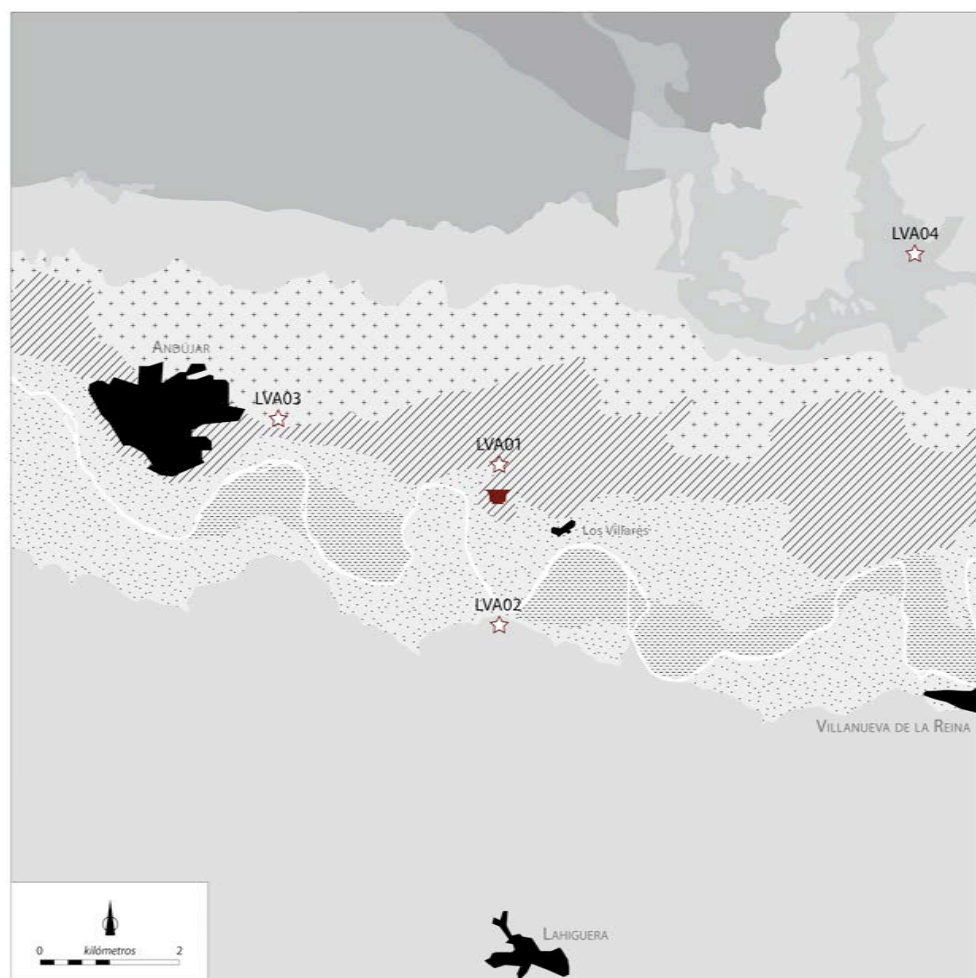 LVA04
ANDÚJAR
LVA03
LVA01
Los Villares
LVA02
VILLANUEVA DE LA REINA
0 kilómetros 2
LAHIGUERA